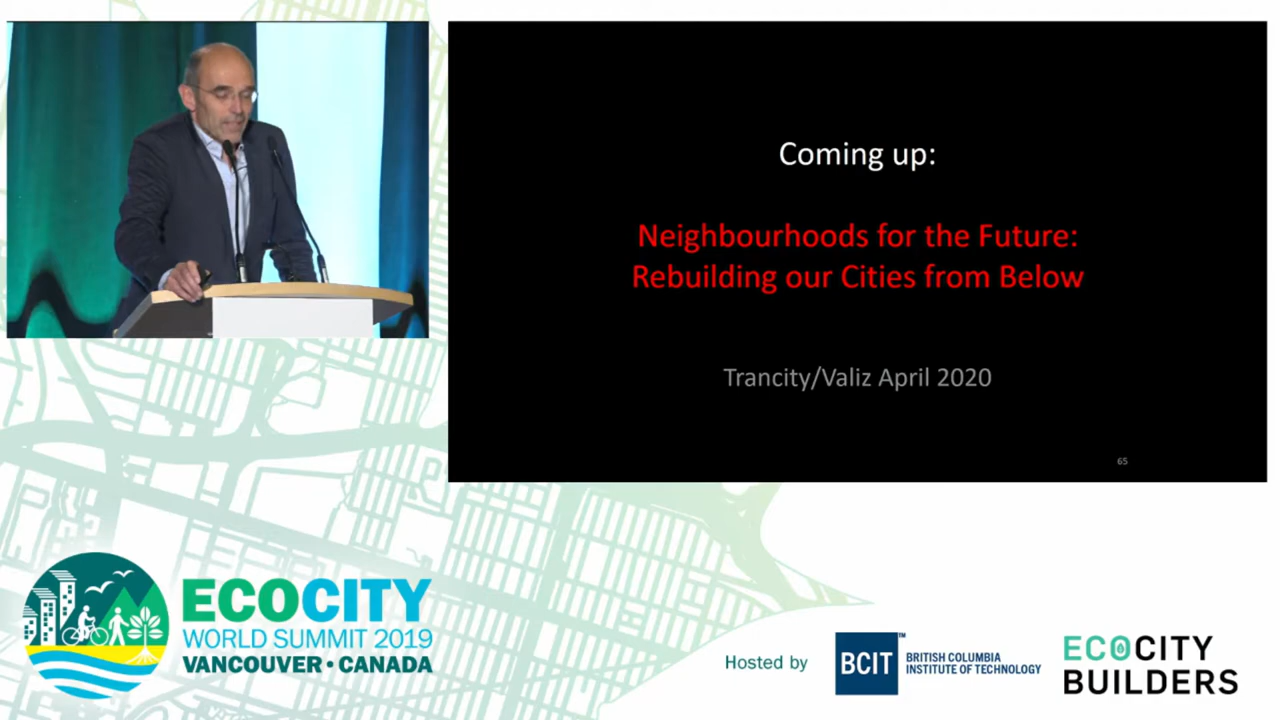 Coming up:
Neighbourhoods for the Future:
Rebuilding our Cities from Below
Trancity/Valiz April 2020
65
ECOCITY
WORLD SUMMIT 2019
VANCOUVER • CANADA
Hosted by
BCIT™
BRITISH COLUMBIA
INSTITUTE OF TECHNOLOGY
ECOCITY
BUILDERS